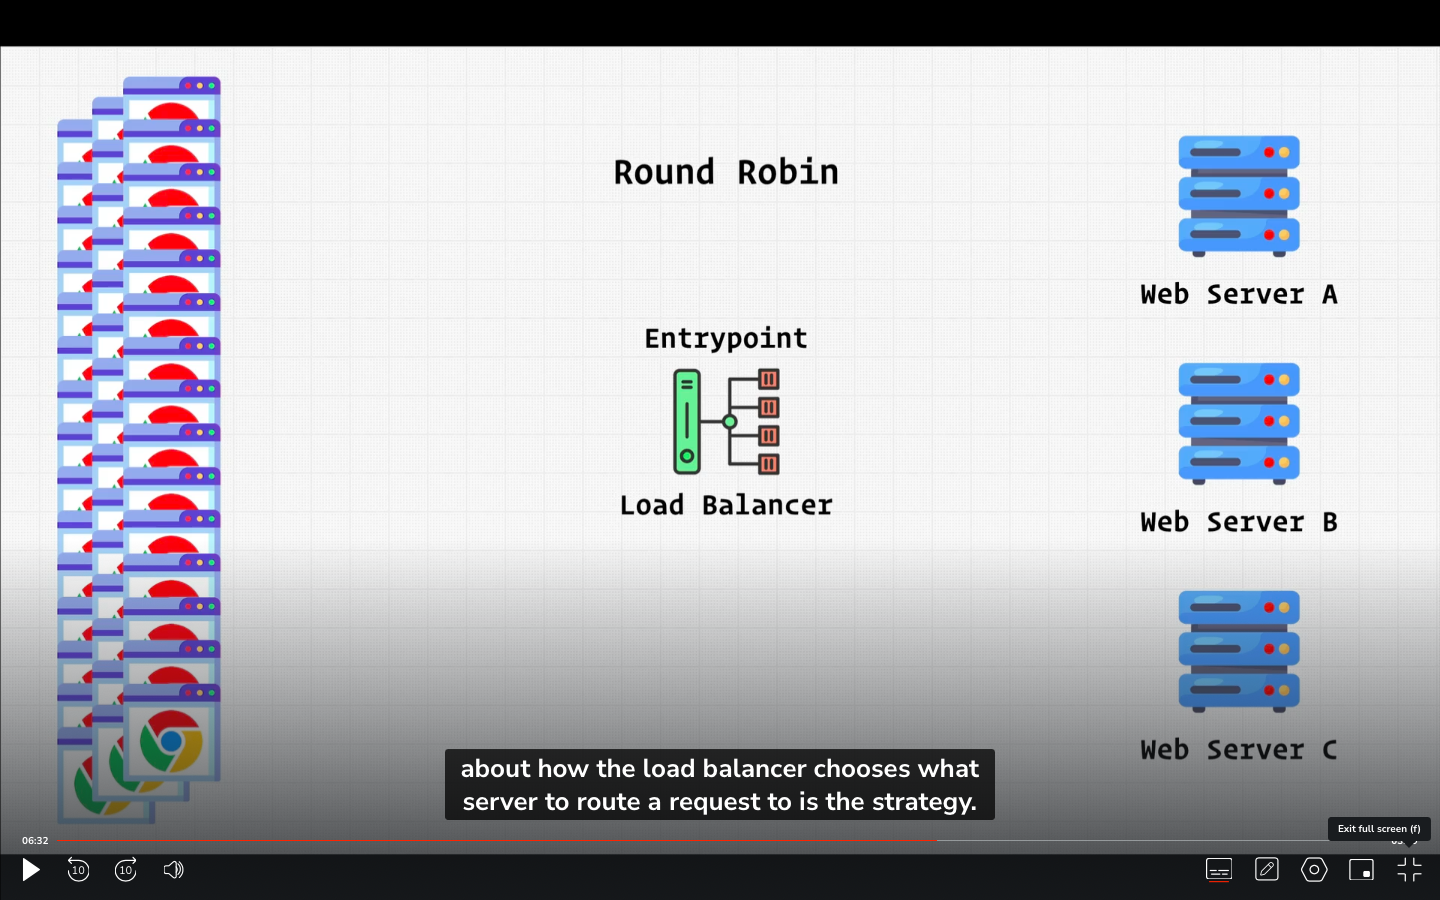 Round Robin
Web Server A
Entrypoint
Load Balancer
Web Server B
Web Server C
about how the load balancer chooses what
server to route a request to is the strategy.
Exit full screen (f)
06:32
10
10